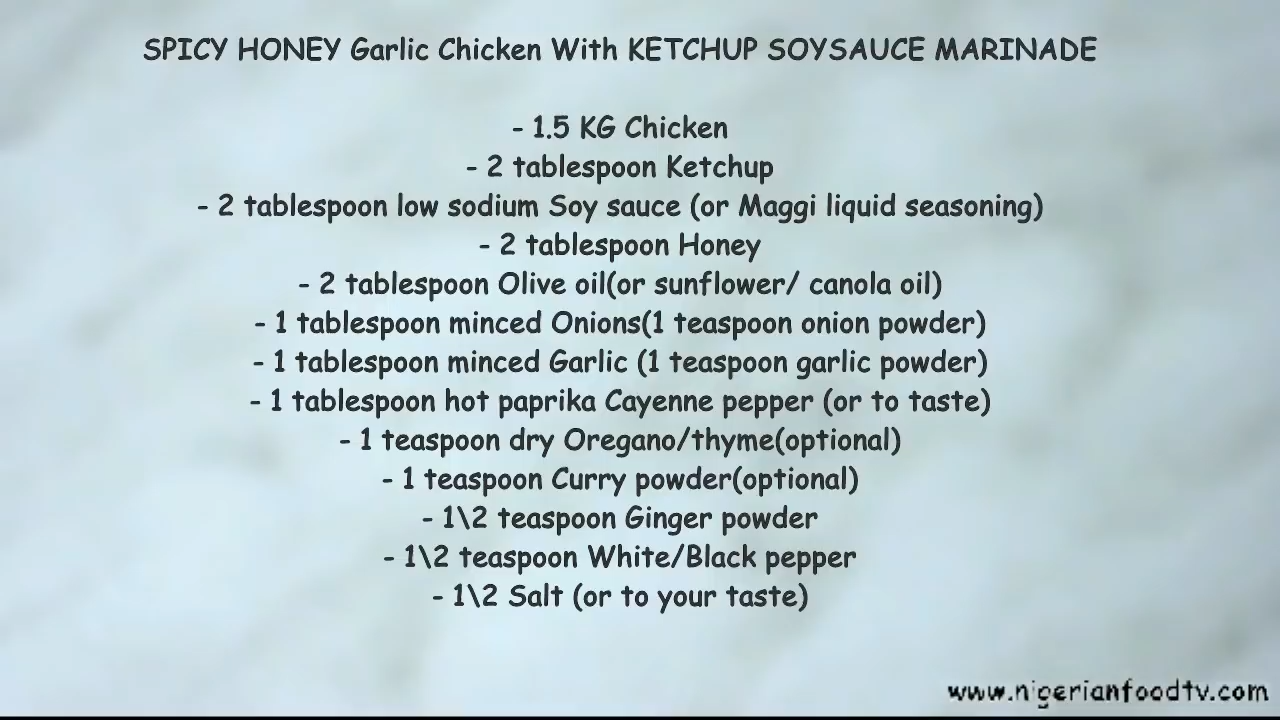 SPICY HONEY Garlic Chicken With KETCHUP SOYSAUCE MARINADE
- 1.5 KG Chicken
- 2 tablespoon Ketchup
- 2 tablespoon low sodium Soy sauce (or Maggi liquid seasoning)
- 2 tablespoon Honey
- 2 tablespoon Olive oil(or sunflower/ canola oil)
- 1 tablespoon minced Onions(1 teaspoon onion powder)
- 1 tablespoon minced Garlic (1 teaspoon garlic powder)
- 1 tablespoon hot paprika Cayenne pepper (or to taste)
- 1 teaspoon dry Oregano/thyme(optional)
- 1 teaspoon Curry powder(optional)
- 1\2 teaspoon Ginger powder
- 1\2 teaspoon White/Black pepper
- 1\2 Salt (or to your taste)
www.nigerianfoodtv.com